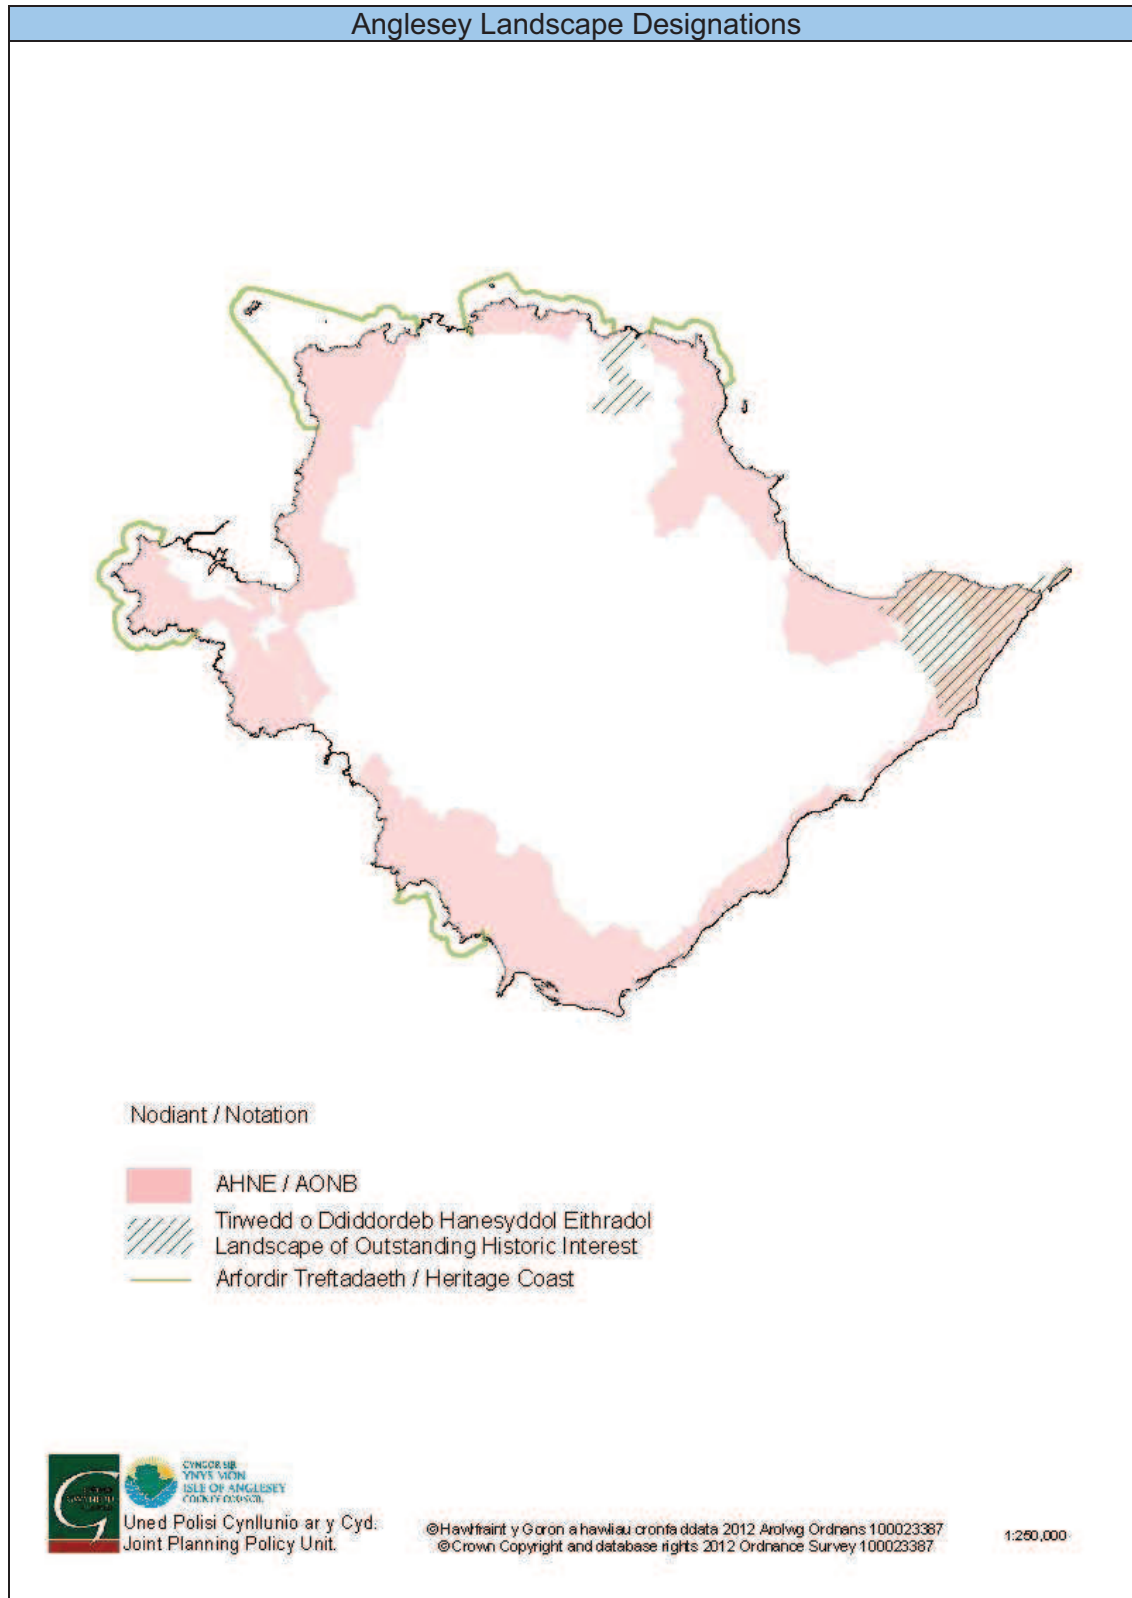 Anglesey Landscape Designations
Nodiant / Notation
AHNE / AONB
Tirwedd o Ddiddordeb Hanesyddol Eithradol
Landscape of Outstanding Historic Interest
Arfordir Treftadaeth / Heritage Coast
CYNGOR SIR
YNYS MON
ISLE OF ANGLESEY
COUNTY COUNCIL
Uned Polisi Cynllunio ar y Cyd.
Joint Planning Policy Unit.
©Hawlfraint y Goron a hawliau cronfa ddata 2012 Arolwg Ordnans 100023387
©Crown Copyright and database rights 2012 Ordnance Survey 100023387
1:250,000